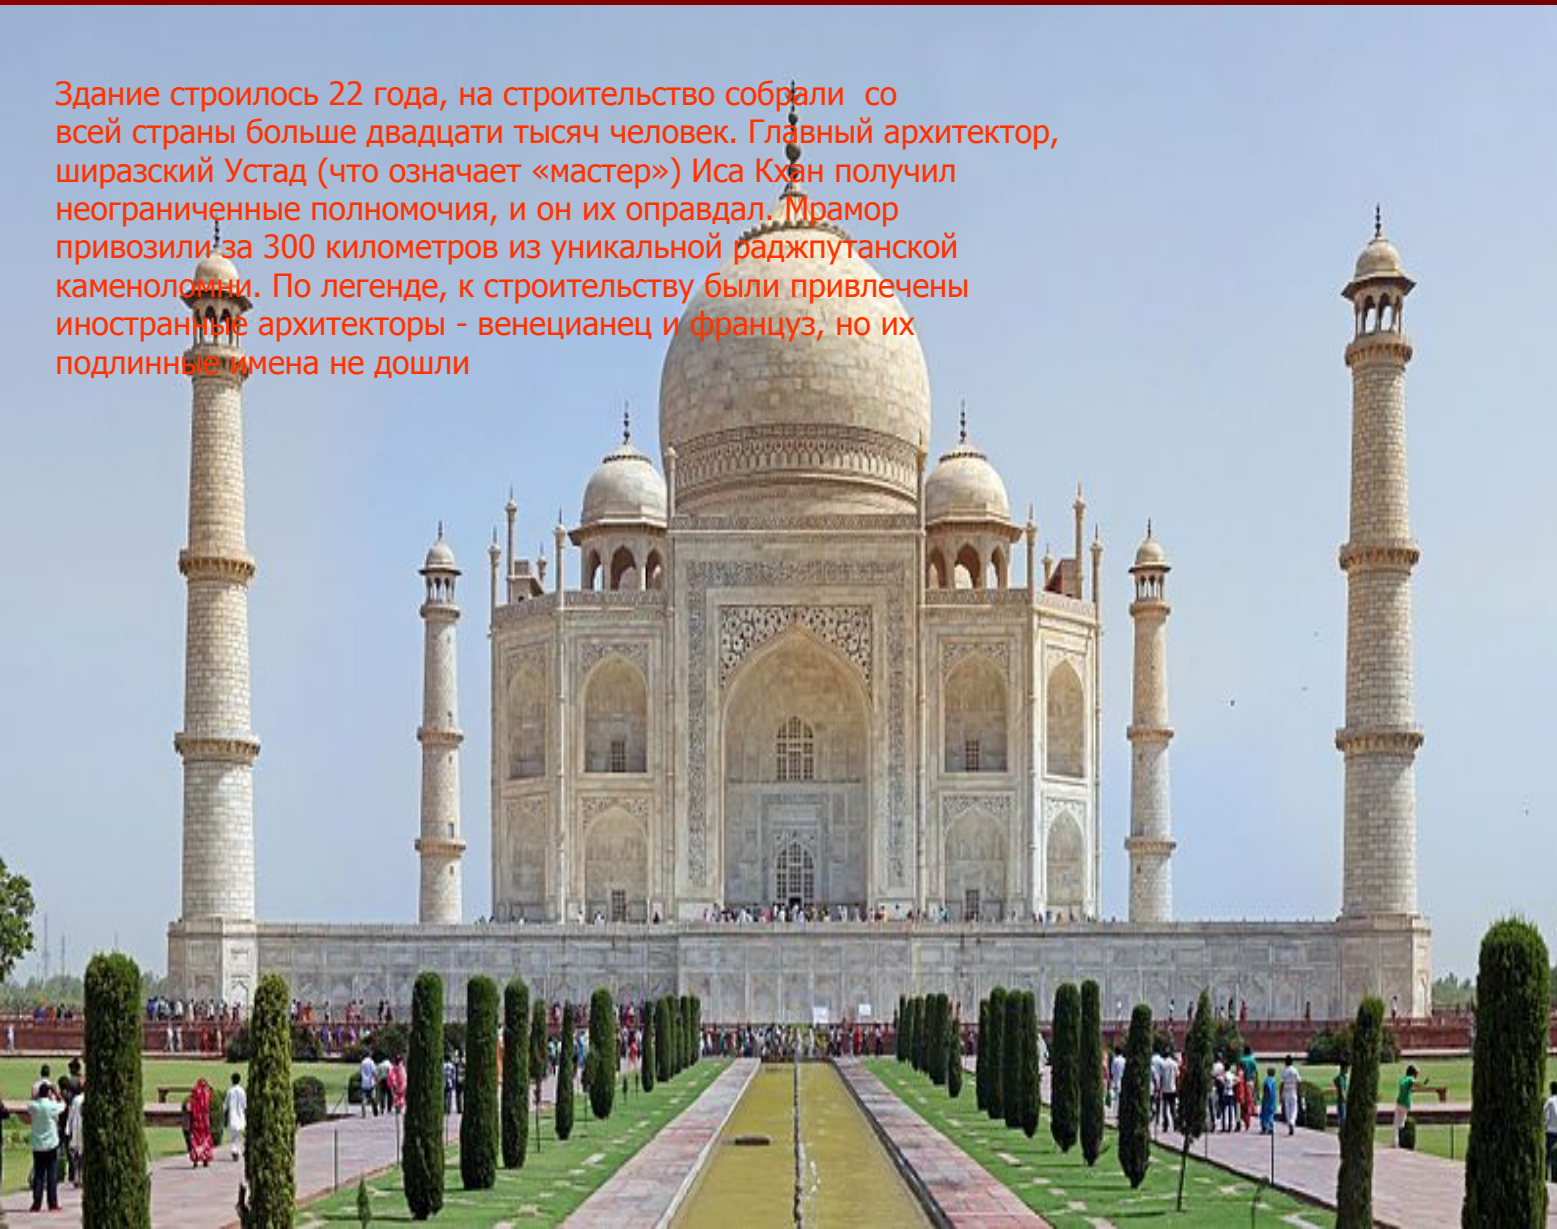 Здание строилось 22 года, на строительство собрали  со
всей страны больше двадцати тысяч человек. Главный архитектор,
ширазский Устад (что означает «мастер») Иса Кхан получил
неограниченные полномочия, и он их оправдал. Мрамор
привозили за 300 километров из уникальной раджпутанской
каменоломни. По легенде, к строительству были привлечены
иностранные архитекторы - венецианец и француз, но их
подлинные имена не дошли